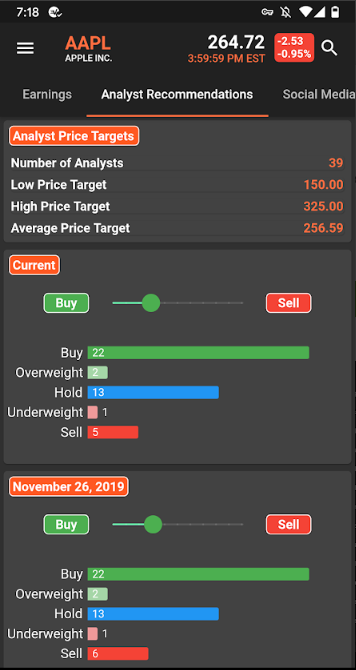 7:18
AAPL
APPLE INC.
264.72
3:59:59 PM EST
-2.53
-0.95%
Earnings Analyst Recommendations Social Media
Analyst Price Targets
Number of Analysts 39
Low Price Target 150.00
High Price Target 325.00
Average Price Target 256.59
Current
Buy Sell
Buy 22
Overweight 2
Hold 13
Underweight 1
Sell 5
November 26, 2019
Buy Sell
Buy 22
Overweight 2
Hold 13
Underweight 1
Sell 6